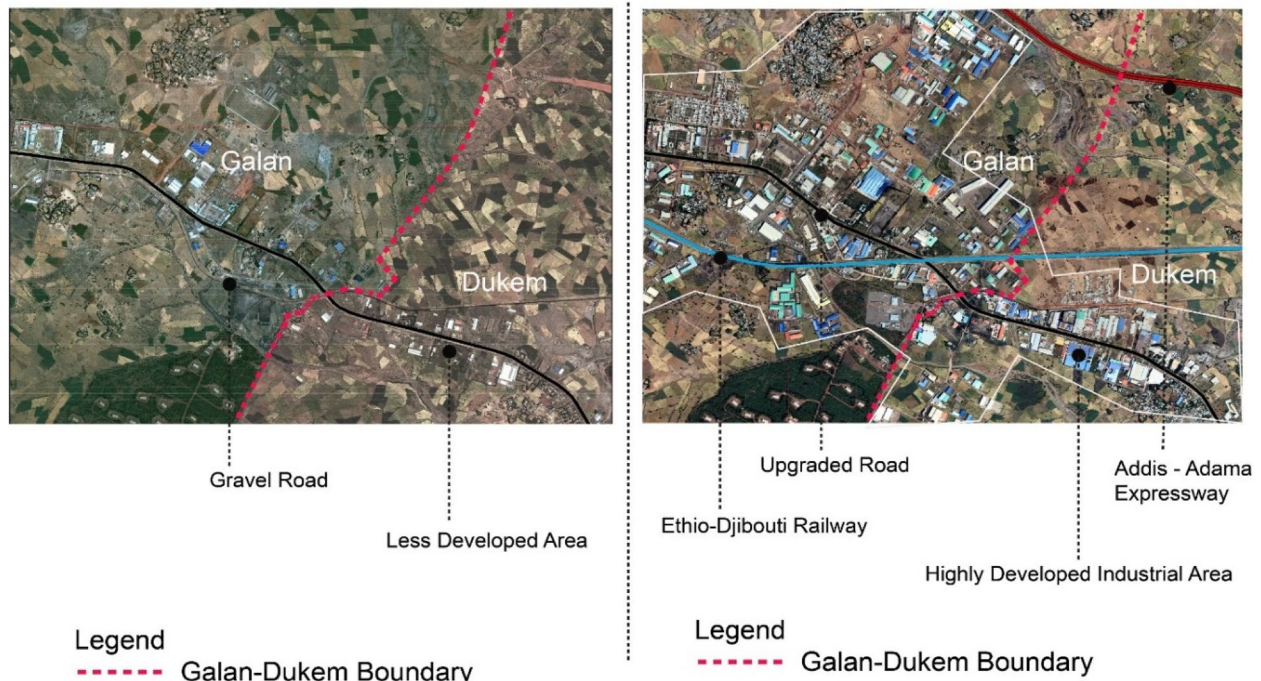 Galan
Dukem
Gravel Road
Less Developed Area
Legend
Galan-Dukem Boundary
Galan
Dukem
Upgraded Road
Addis - Adama
Expressway
Ethio-Djibouti Railway
Highly Developed Industrial Area
Legend
Galan-Dukem Boundary